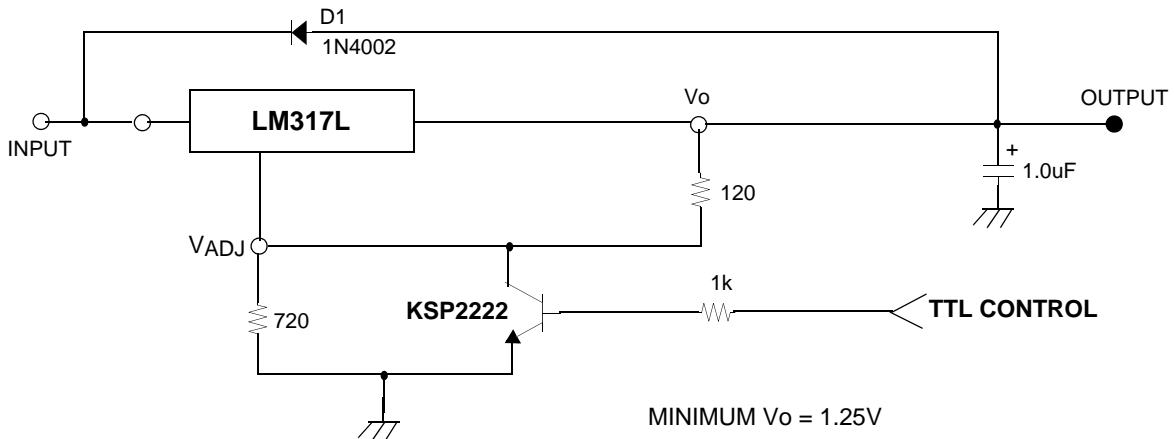 D1
1N4002
LM317L
Vo
OUTPUT
INPUT
+
1.0uF
120
VADJ
1k
KSP2222
TTL CONTROL
720
MINIMUM Vo = 1.25V